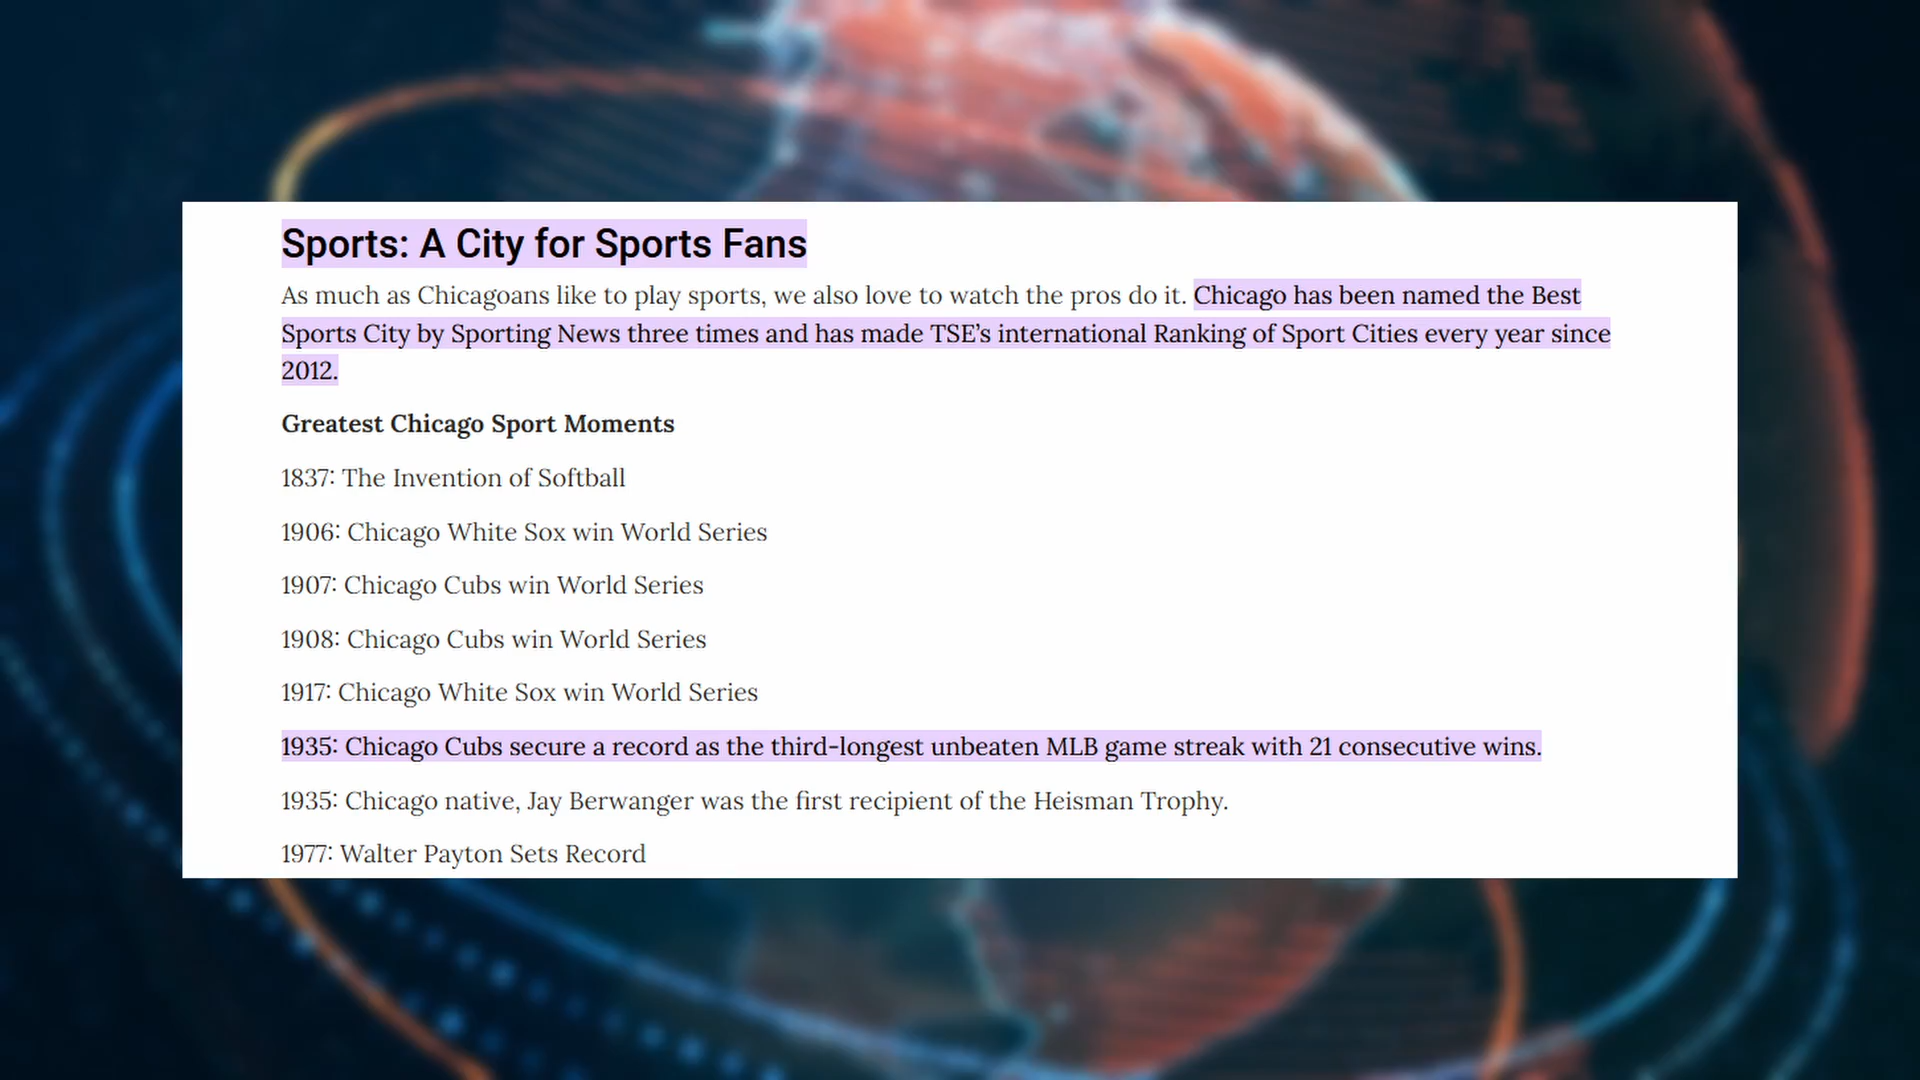 Sports: A City for Sports Fans
As much as Chicagoans like to play sports, we also love to watch the pros do it. Chicago has been named the Best
Sports City by Sporting News three times and has made TSE’s international Ranking of Sport Cities every year since
2012.
Greatest Chicago Sport Moments
1837: The Invention of Softball
1906: Chicago White Sox win World Series
1907: Chicago Cubs win World Series
1908: Chicago Cubs win World Series
1917: Chicago White Sox win World Series
1935: Chicago Cubs secure a record as the third-longest unbeaten MLB game streak with 21 consecutive wins.
1935: Chicago native, Jay Berwanger was the first recipient of the Heisman Trophy.
1977: Walter Payton Sets Record